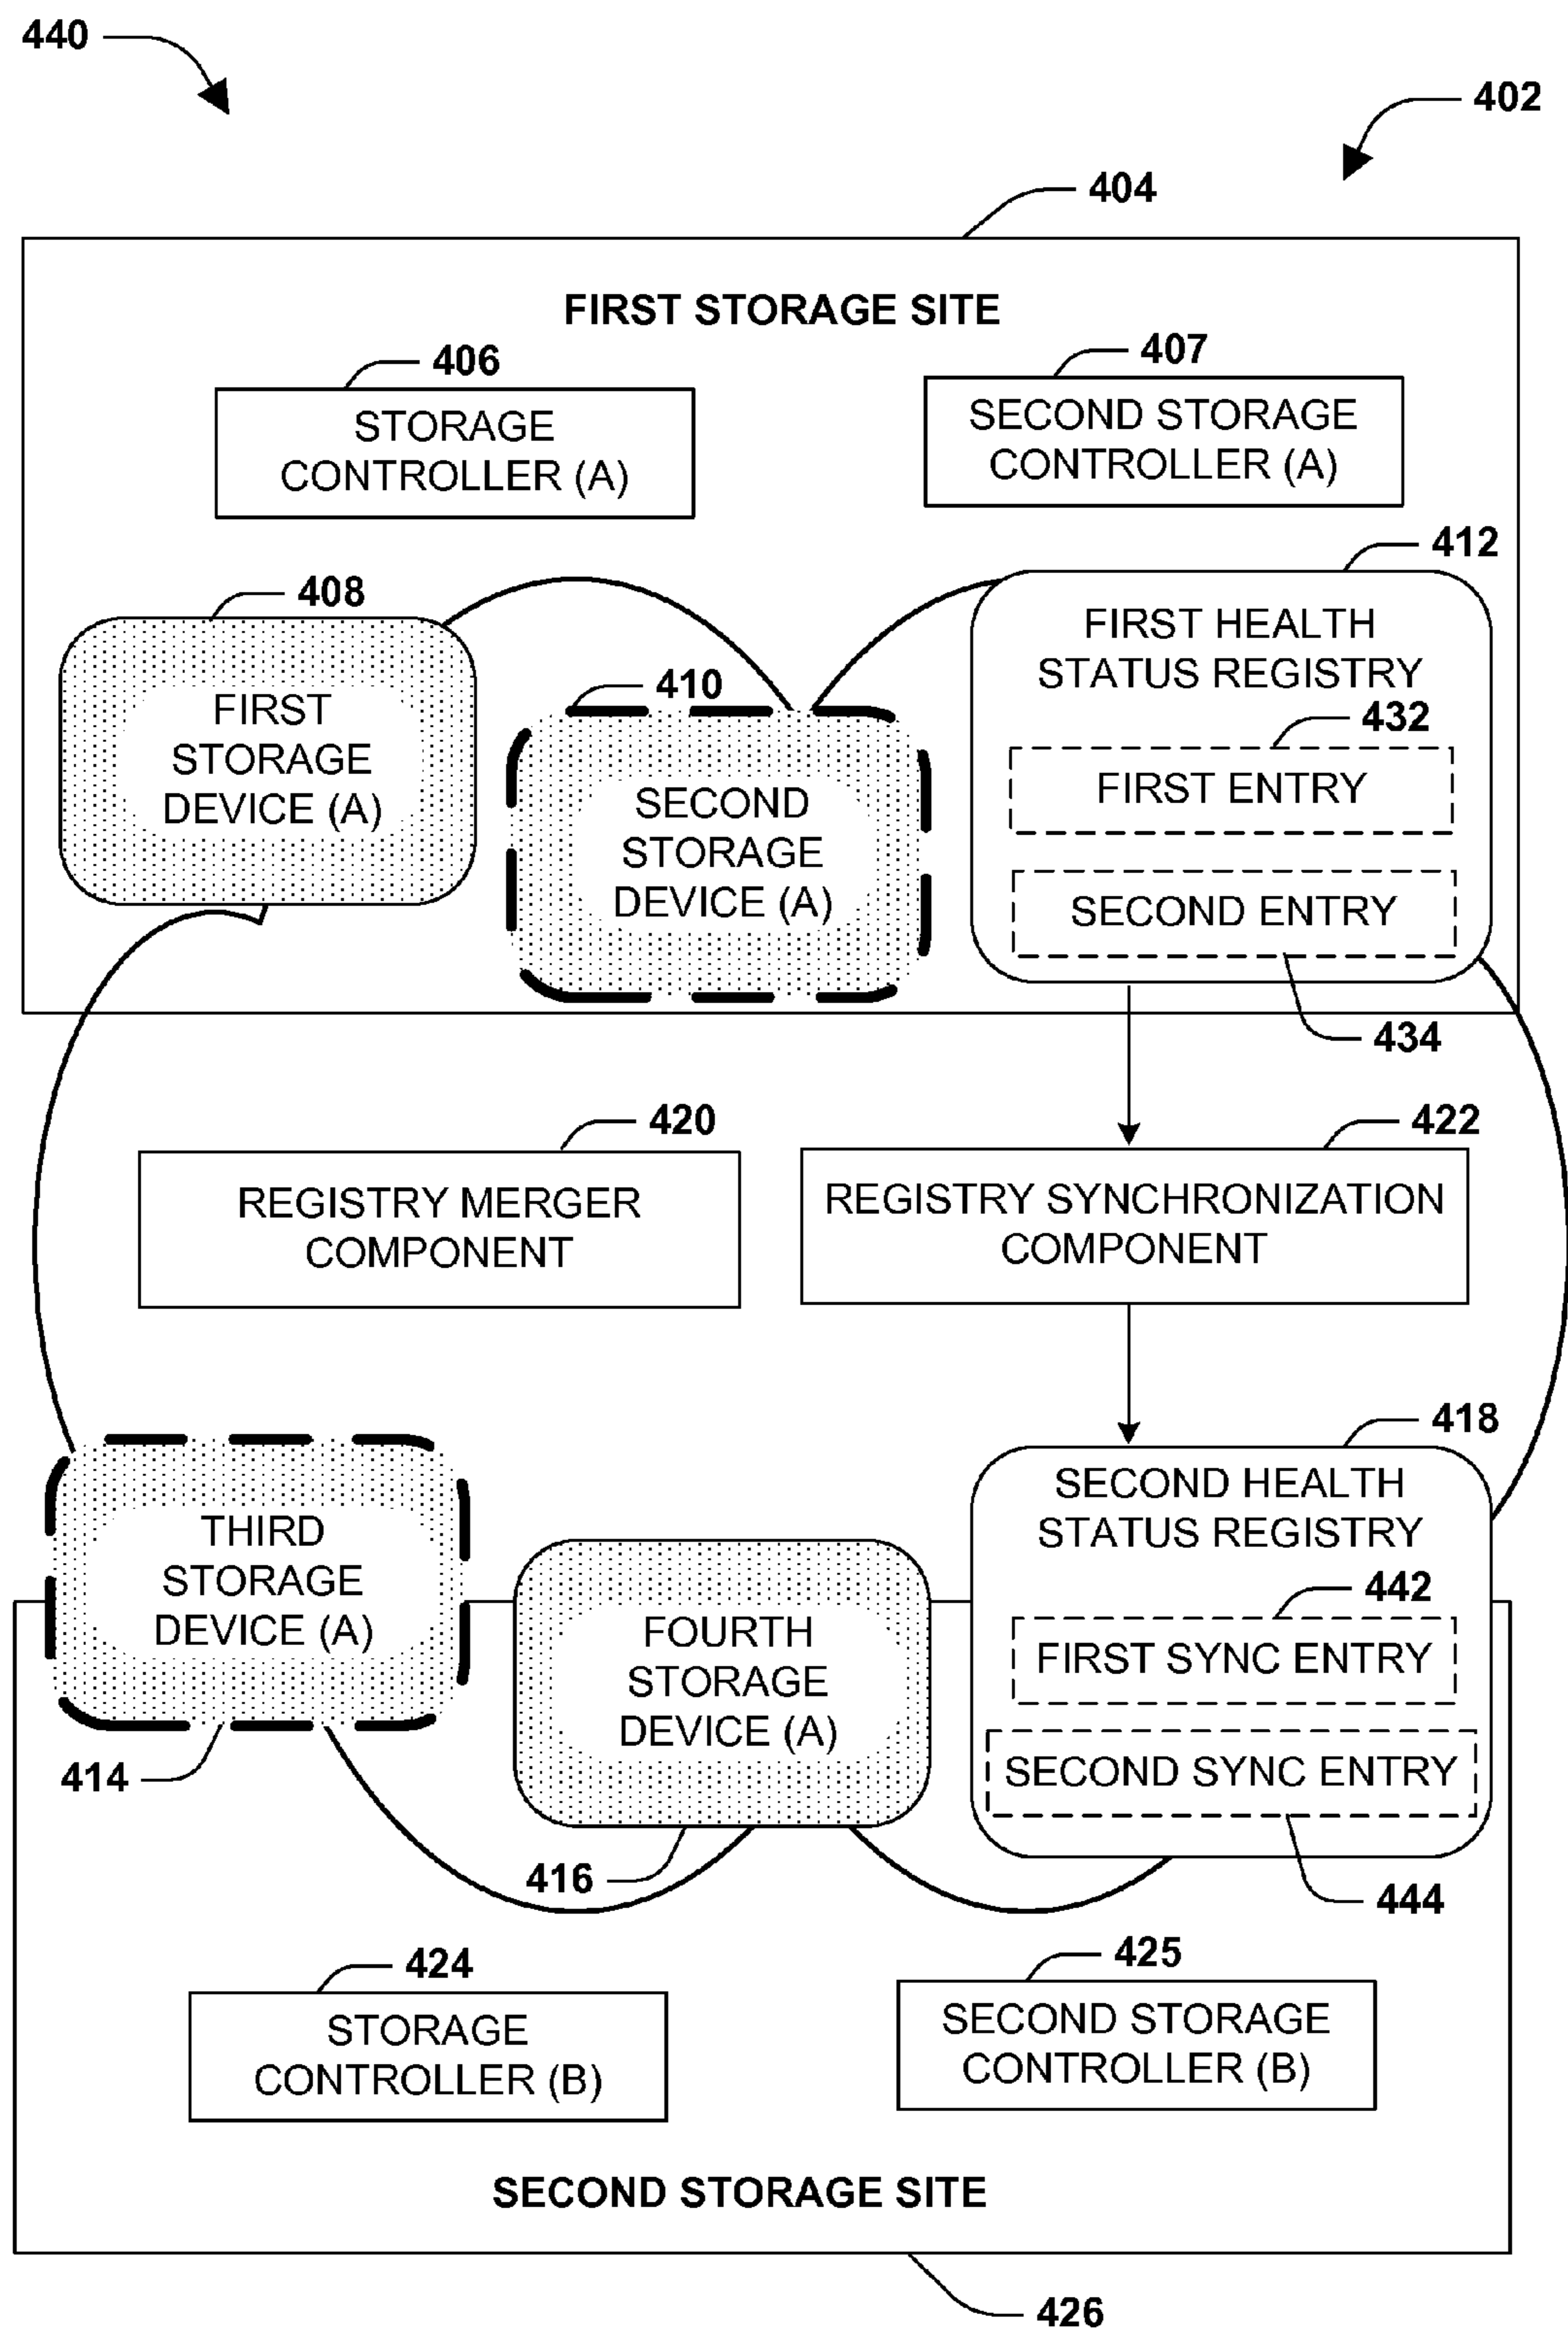 440
402
404
FIRST STORAGE SITE
406
407
STORAGE
CONTROLLER (A)
SECOND STORAGE
CONTROLLER (A)
412
408
FIRST HEALTH
STATUS REGISTRY
410
FIRST
STORAGE
DEVICE (A)
432
FIRST ENTRY
SECOND
STORAGE
DEVICE (A)
SECOND ENTRY
434
420
422
REGISTRY MERGER
COMPONENT
REGISTRY SYNCHRONIZATION
COMPONENT
418
SECOND HEALTH
STATUS REGISTRY
THIRD
STORAGE
DEVICE (A)
442
FOURTH
STORAGE
DEVICE (A)
FIRST SYNC ENTRY
SECOND SYNC ENTRY
414
416
444
424
425
STORAGE
CONTROLLER (B)
SECOND STORAGE
CONTROLLER (B)
SECOND STORAGE SITE
426